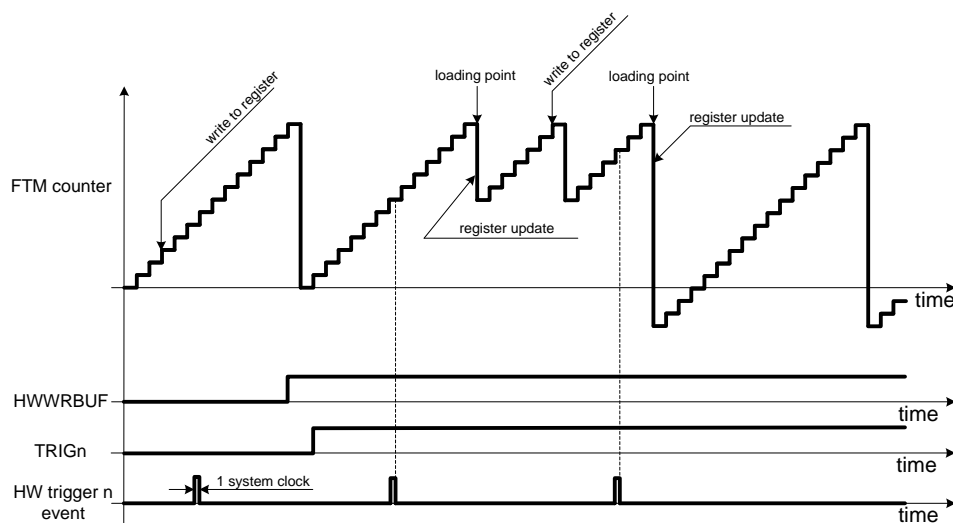 write to register
loading point
write to register
loading point
register update
FTM counter
register update
time
HWWRBUF
time
TRIGn
time
HW trigger n
event
1 system clock
time